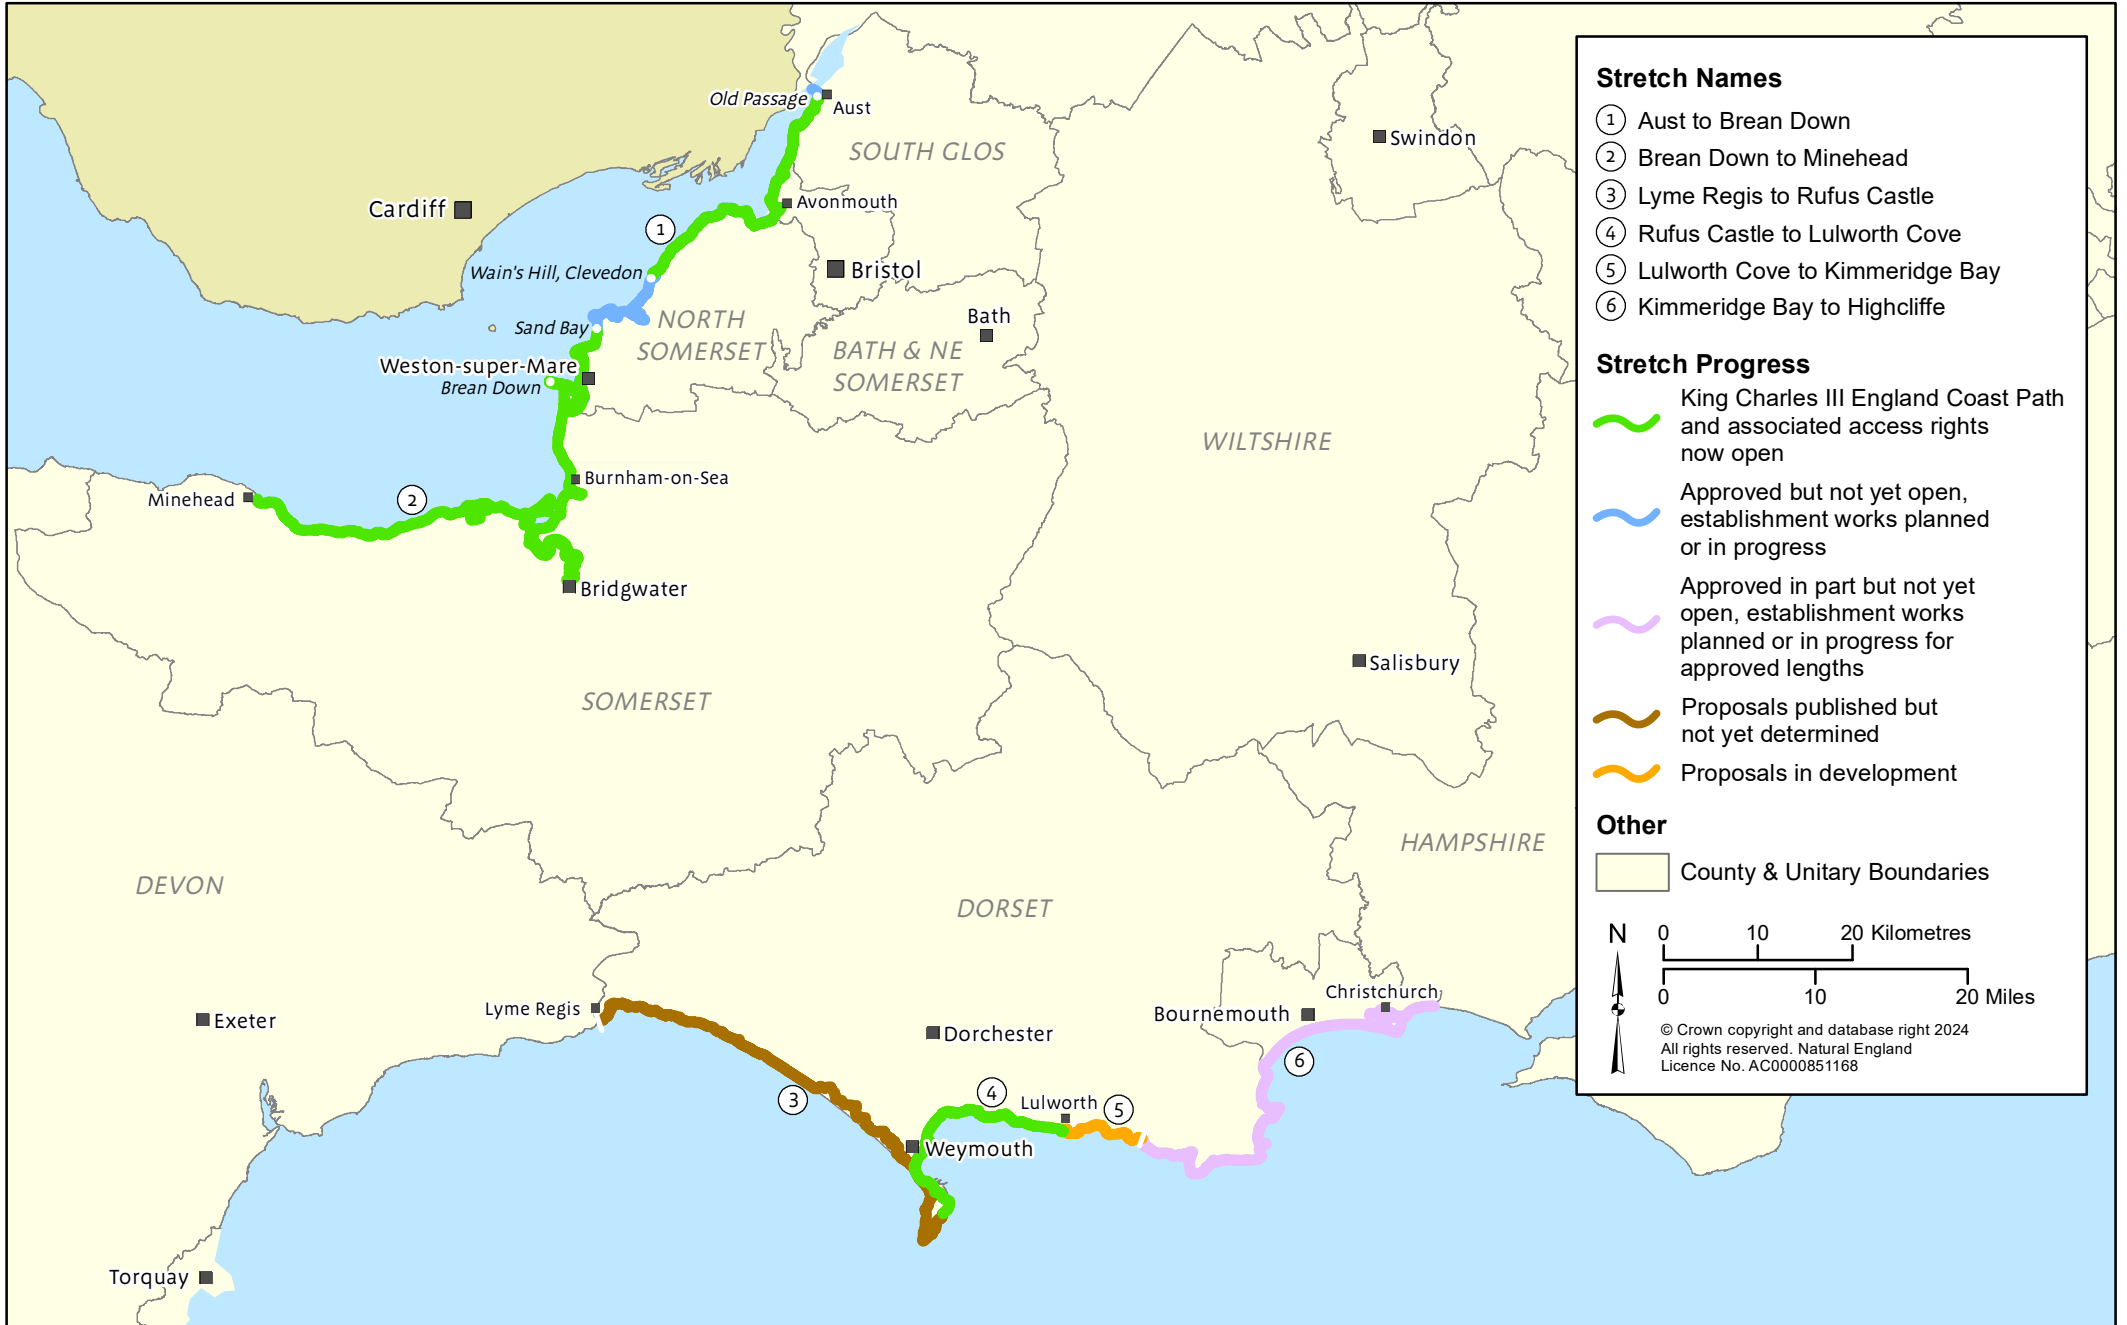 Old Passage
Aust
SOUTH GLOS
Swindon
Cardiff
Avonmouth
1
Wain's Hill, Clevedon
Bristol
Sand Bay
NORTH
SOMERSET
Bath
BATH & NE
SOMERSET
Weston-super-Mare
Brean Down
WILTSHIRE
Burnham-on-Sea
Minehead
2
Bridgwater
Salisbury
SOMERSET
HAMPSHIRE
DEVON
DORSET
Lyme Regis
Exeter
Dorchester
Bournemouth
Christchurch
6
3
4
Lulworth
5
Weymouth
Torquay
Stretch Names
1 Aust to Brean Down
2 Brean Down to Minehead
3 Lyme Regis to Rufus Castle
4 Rufus Castle to Lulworth Cove
5 Lulworth Cove to Kimmeridge Bay
6 Kimmeridge Bay to Highcliffe
Stretch Progress
King Charles III England Coast Path
and associated access rights
now open
Approved but not yet open,
establishment works planned
or in progress
Approved in part but not yet
open, establishment works
planned or in progress for
approved lengths
Proposals published but
not yet determined
Proposals in development
Other
County & Unitary Boundaries
N
0 10 20 Kilometres
0 10 20 Miles
© Crown copyright and database right 2024
All rights reserved. Natural England
Licence No. AC0000851168